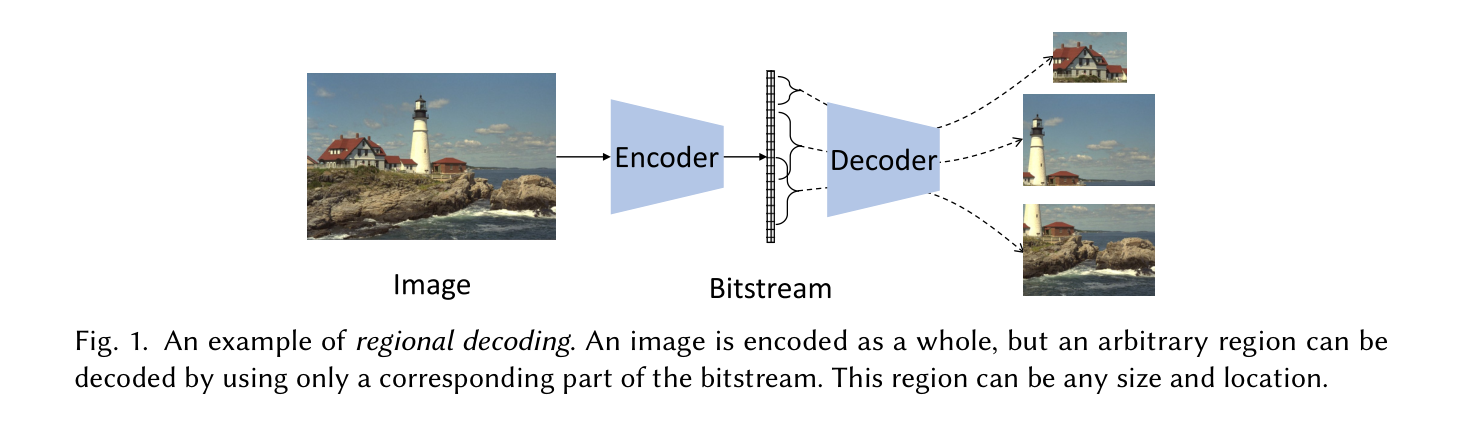 Encoder
Decoder
Image
Bitstream
Fig. 1. An example of regional decoding. An image is encoded as a whole, but an arbitrary region can be
decoded by using only a corresponding part of the bitstream. This region can be any size and location.